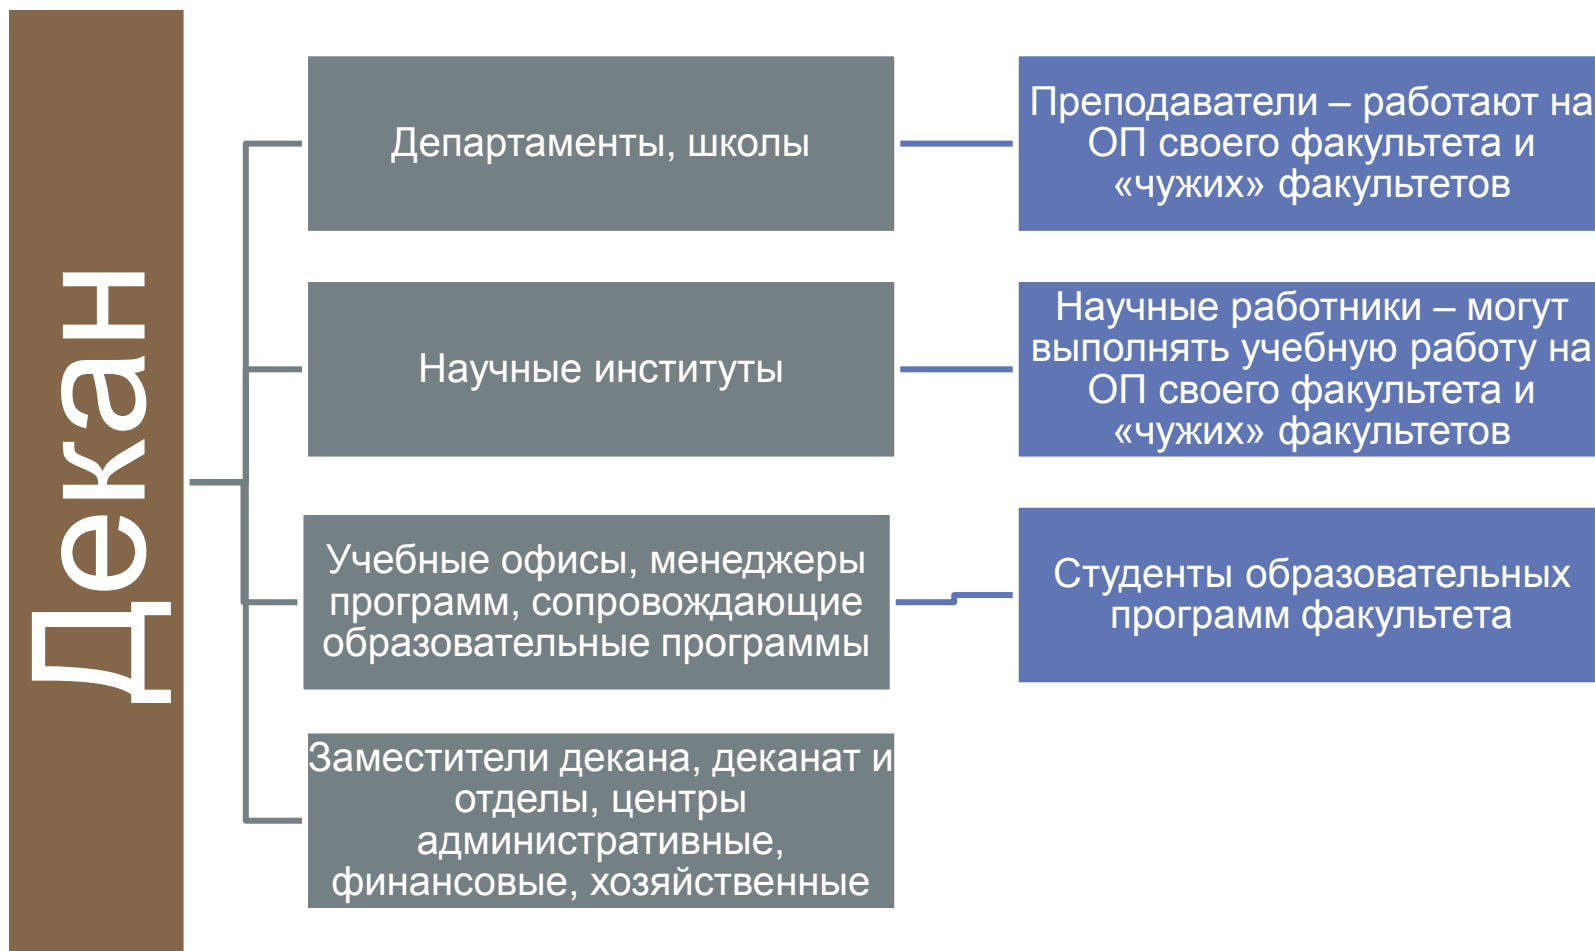 Декан
Департаменты, школы
Преподаватели – работают на
ОП своего факультета и
«чужих» факультетов
Научные институты
Научные работники – могут
выполнять учебную работу на
ОП своего факультета и
«чужих» факультетов
Учебные офисы, менеджеры
программ, сопровождающие
образовательные программы
Студенты образовательных
программ факультета
Заместители декана, деканат и
отделы, центры
административные,
финансовые, хозяйственные